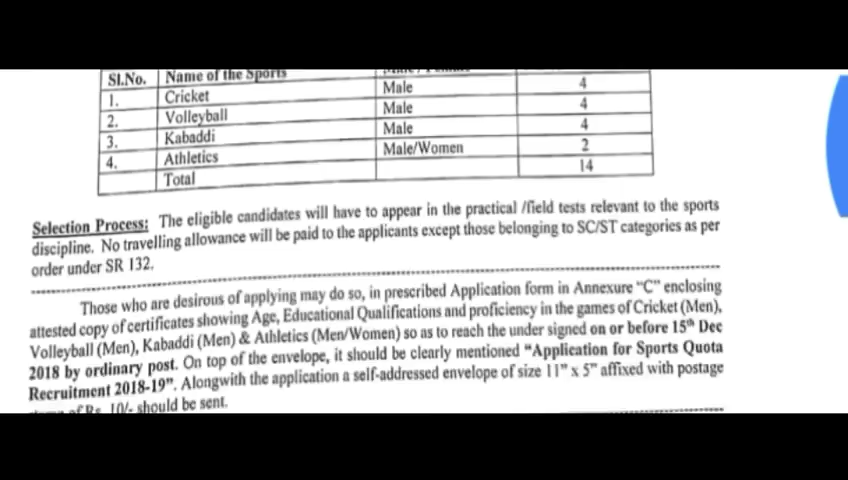 Sl.No. Name of the Sports
1. Cricket Male 4
2. Volleyball Male 4
3. Kabaddi Male 4
4. Athletics Male/Women 2
Total 14
Selection Process: The eligible candidates will have to appear in the practical /field tests relevant to the sports
discipline. No travelling allowance will be paid to the applicants except those belonging to SC/ST categories as per
order under SR 132.
Those who are desirous of applying may do so, in prescribed Application form in Annexure "C" enclosing
attested copy of certificates showing Age, Educational Qualifications and proficiency in the games of Cricket (Men),
Volleyball (Men), Kabaddi (Men) & Athletics (Men/Women) so as to reach the under signed on or before 15th Dec
2018 by ordinary post. On top of the envelope, it should be clearly mentioned "Application for Sports Quota
Recruitment 2018-19". Alongwith the application a self-addressed envelope of size 11" x 5" affixed with postage
of Rs. 10/- should be sent.